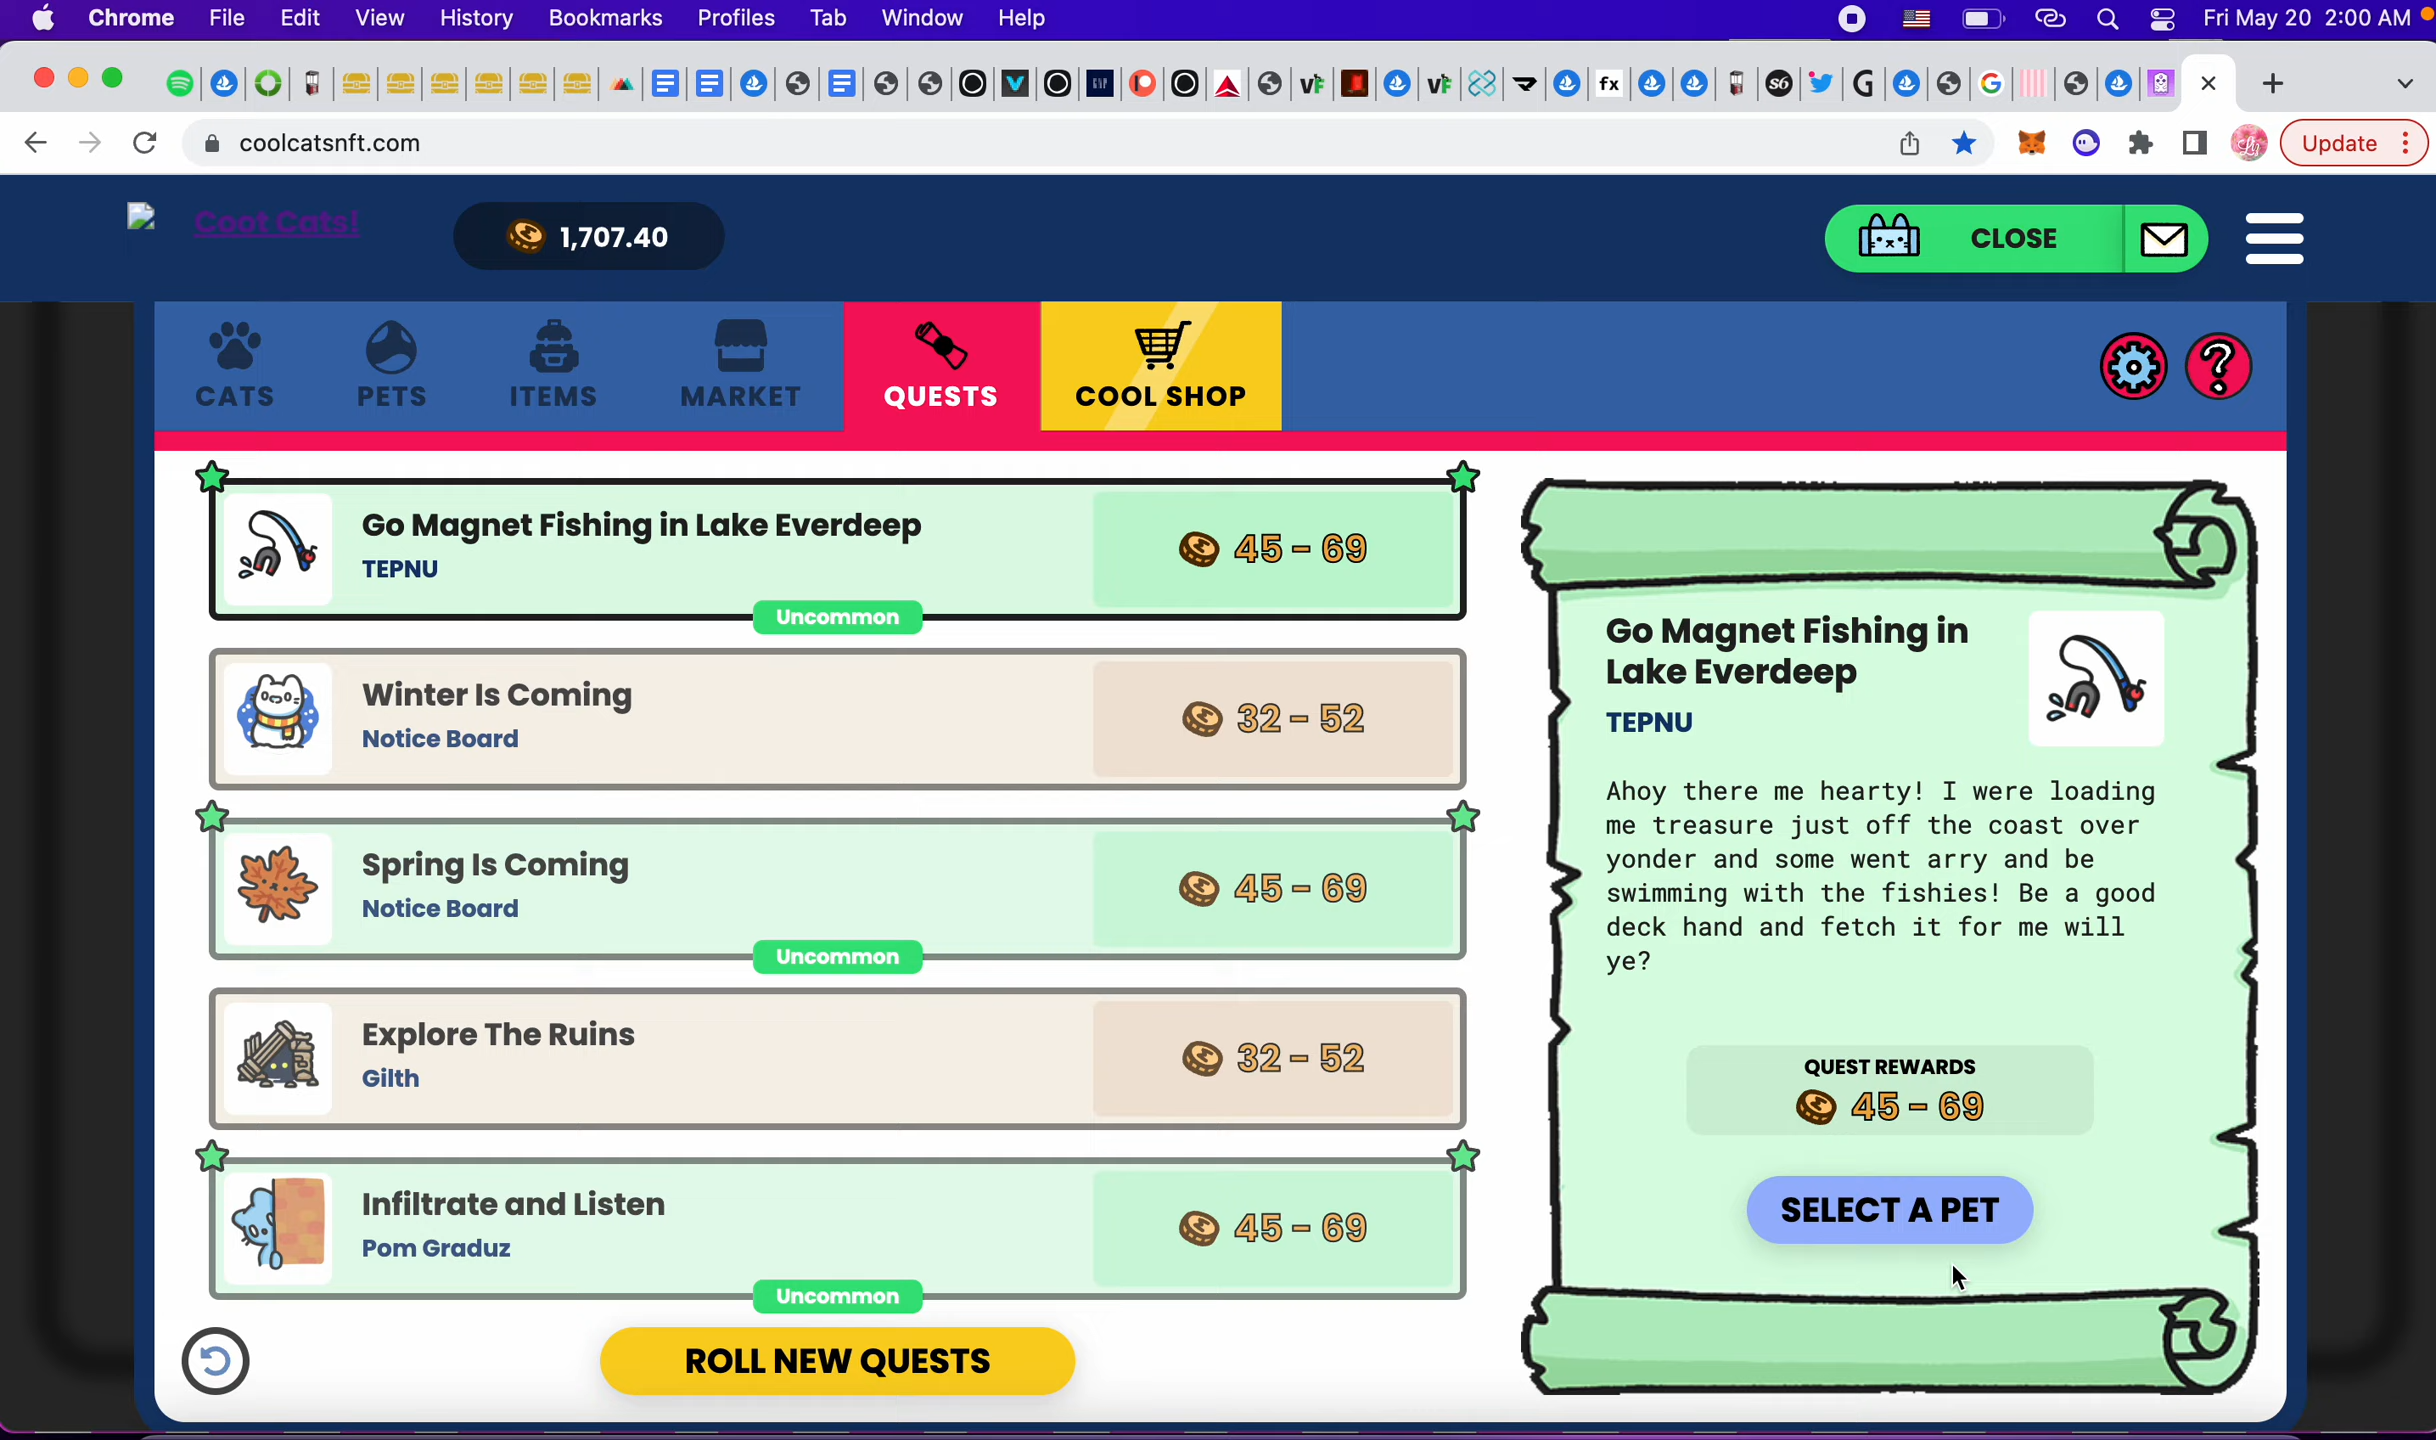 Chrome File Edit View History Bookmarks Profiles Tab Window Help Fri May 20 2:00 AM
coolcatsnft.com Update
Coot Cats! 1,707.40 CLOSE
CATS PETS ITEMS MARKET QUESTS COOL SHOP
Go Magnet Fishing in Lake Everdeep
TEPNU
45 – 69
Uncommon
Winter Is Coming
Notice Board
32 – 52
Spring Is Coming
Notice Board
45 – 69
Uncommon
Explore The Ruins
Gilth
32 – 52
Infiltrate and Listen
Pom Graduz
45 – 69
Uncommon
ROLL NEW QUESTS
Go Magnet Fishing in
Lake Everdeep
TEPNU
Ahoy there me hearty! I were loading
me treasure just off the coast over
yonder and some went arry and be
swimming with the fishies! Be a good
deck hand and fetch it for me will
ye?
QUEST REWARDS
45 – 69
SELECT A PET